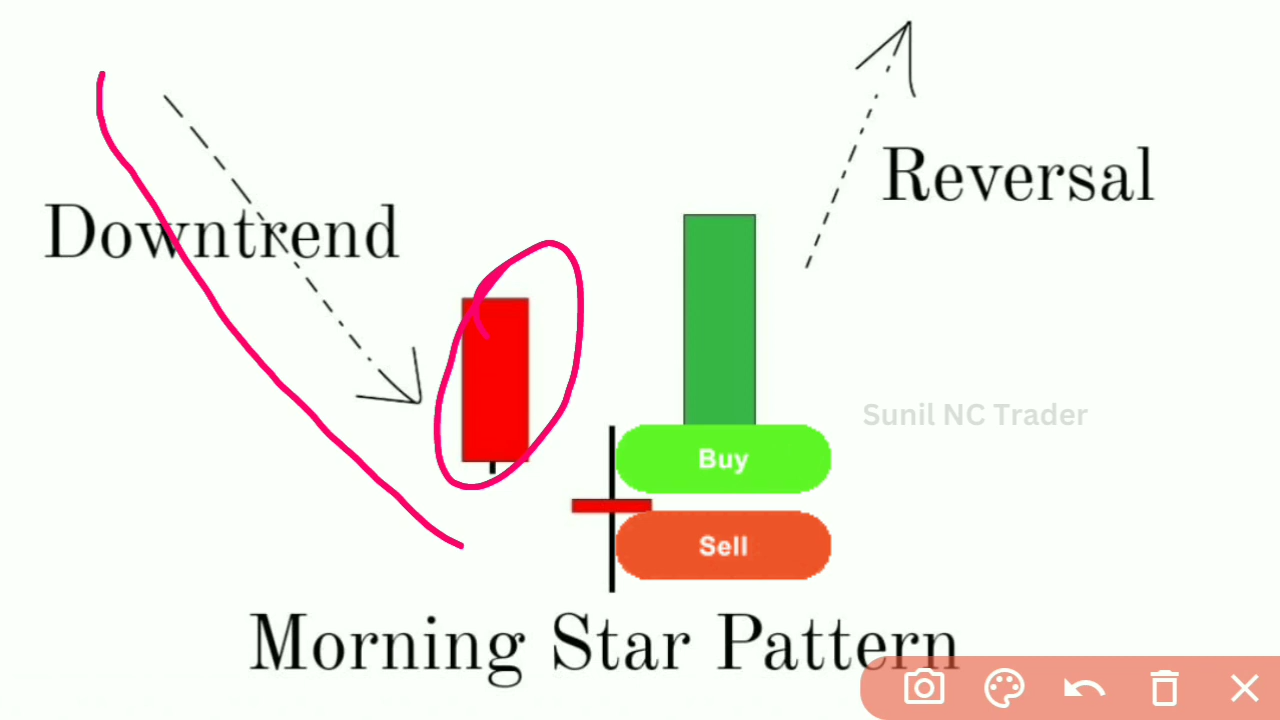 Reversal
Downtrend
Sunil NC Trader
Buy
Sell
Morning Star Pattern